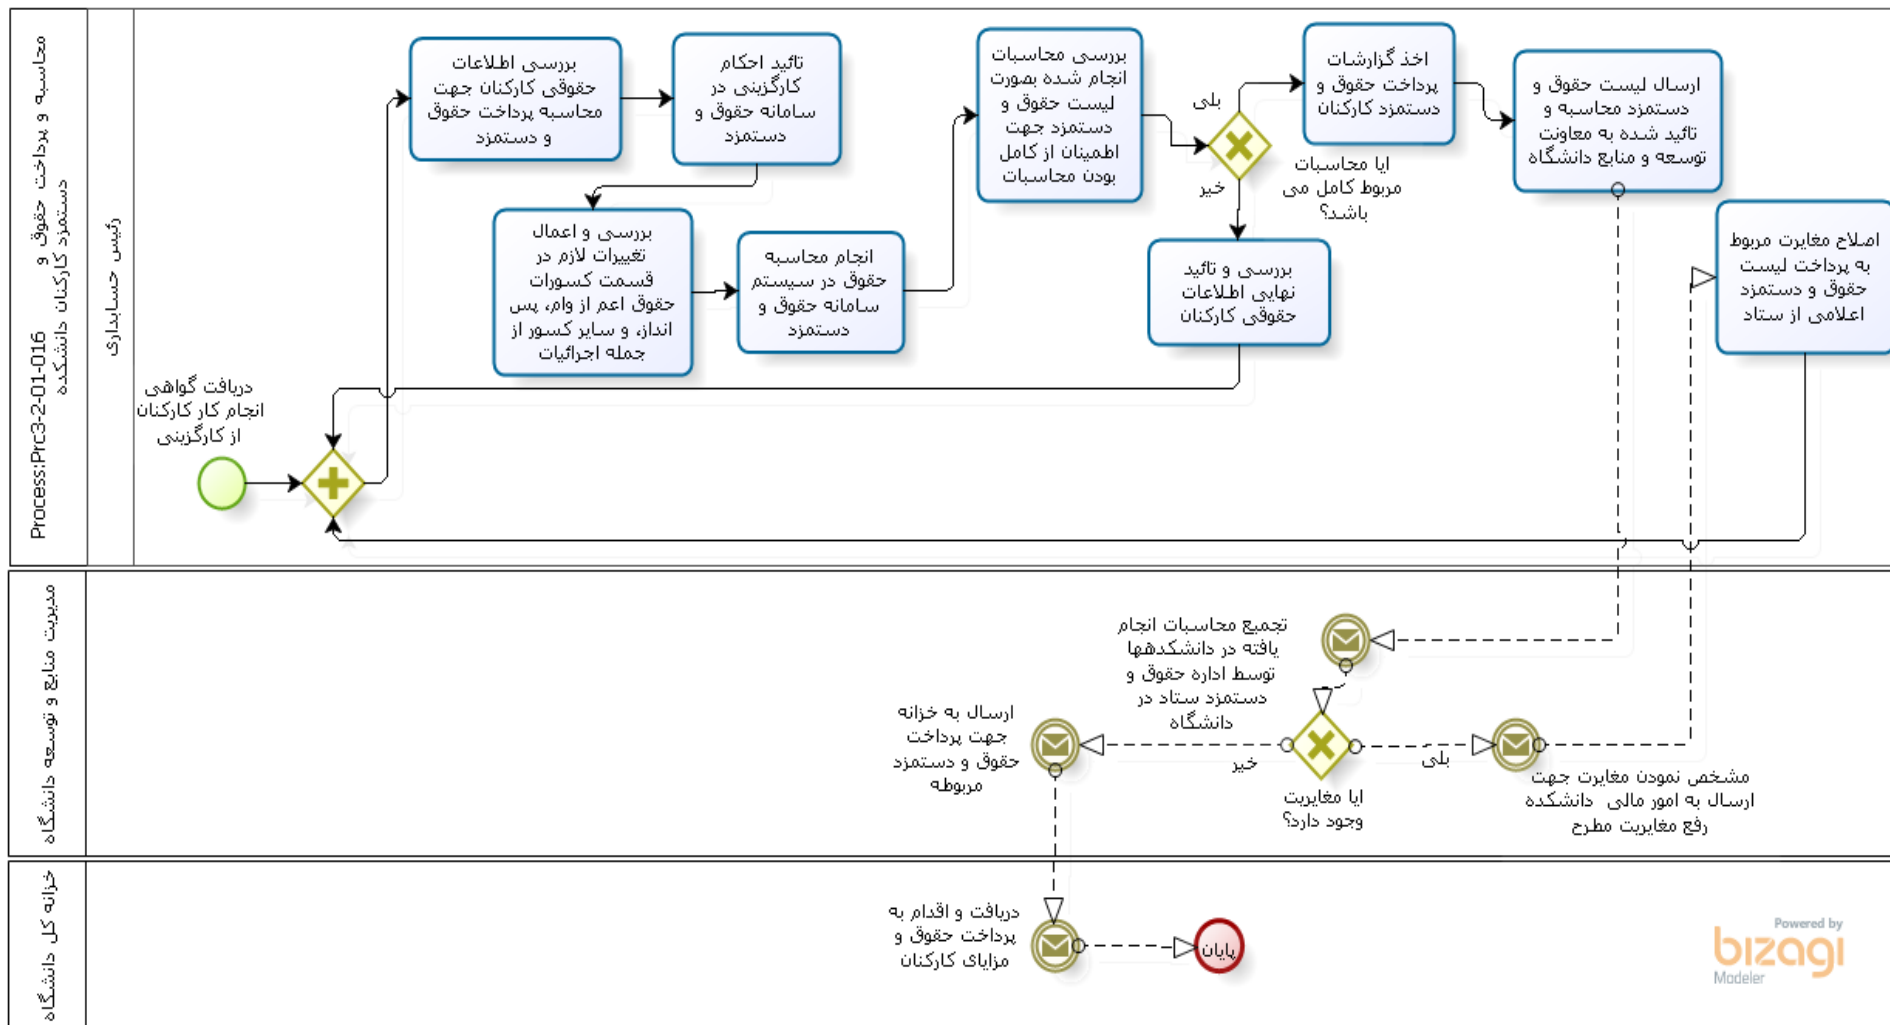 Process:Prc3-2-01-016 محاسبه و پرداخت حقوق و
دستمزد کارکنان دانشکده
رئیس حسابداری
دریافت گواهی
انجام کار کارکنان
از کارگزینی
بررسی اطلاعات
حقوقی کارکنان جهت
محاسبه پرداخت حقوق
و دستمزد
تائید احکام
کارگزینی در
سامانه حقوق و
دستمزد
بررسی و اعمال
تغییرات لازم در
قسمت کسورات
حقوق اعم از وام، پس
انداز، و سایر کسور از
جمله اجرائیات
انجام محاسبه
حقوق در سیستم
سامانه حقوق و
دستمزد
بررسی محاسبات
انجام شده بصورت
لیست حقوق و
دستمزد جهت
اطمینان از کامل
بودن محاسبات
بلی
خیر
ایا محاسبات
مربوط کامل می
باشد؟
بررسی و تائید
نهایی اطلاعات
حقوقی کارکنان
اخذ گزارشات
پرداخت حقوق و
دستمزد کارکنان
ارسال لیست حقوق و
دستمزد محاسبه و
تائید شده به معاونت
توسعه و منابع دانشگاه
اصلاح مغایرت مربوط
به پرداخت لیست
حقوق و دستمزد
اعلامی از ستاد
مدیریت منابع و توسعه دانشگاه
تجمیع محاسبات انجام
یافته در دانشکدهها
توسط اداره حقوق و
دستمزد ستاد در
دانشگاه
ایا مغایریت
وجود دارد؟
بلی
خیر
مشخص نمودن مغایرت جهت
ارسال به امور مالی دانشکده
رفع مغایریت مطرح
ارسال به خزانه
جهت پرداخت
حقوق و دستمزد
مربوطه
خزانه کل دانشگاه
دریافت و اقدام به
پرداخت حقوق و
مزایای کارکنان
پایان
Powered by
bizagi
Modeler